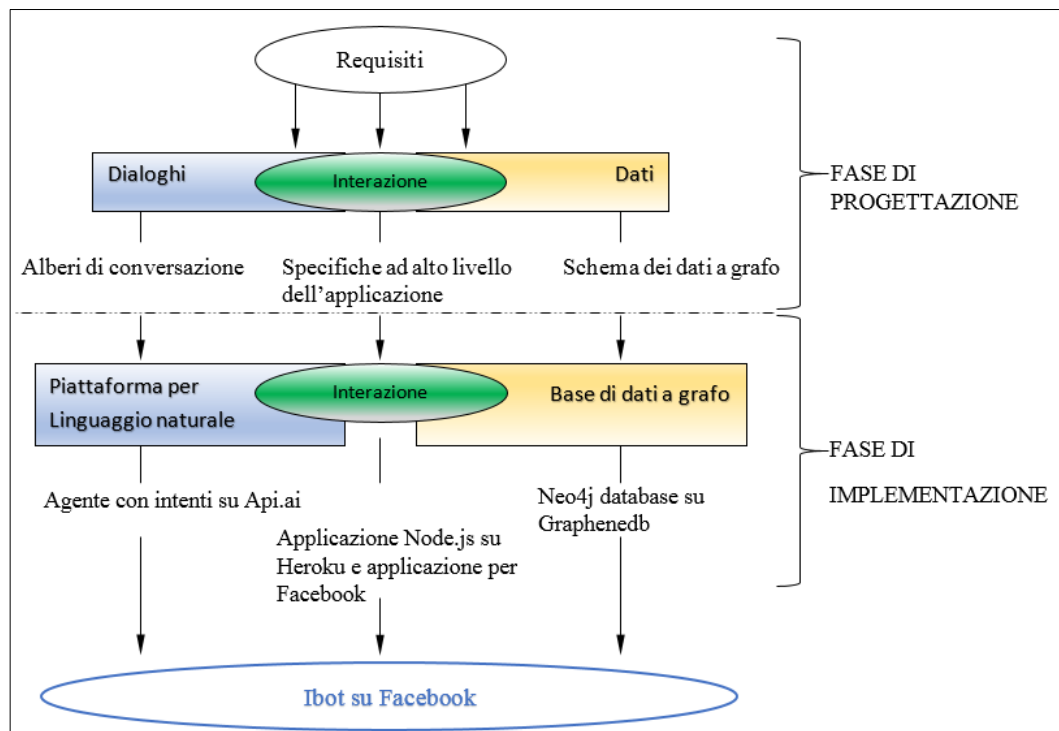 Requisiti
Dialoghi
Interazione
Dati
FASE DI
PROGETTAZIONE
Alberi di conversazione
Specifiche ad alto livello
dell’applicazione
Schema dei dati a grafo
Piattaforma per
Linguaggio naturale
Interazione
Base di dati a grafo
FASE DI
IMPLEMENTAZIONE
Agente con intenti su Api.ai
Neo4j database su
Graphenedb
Applicazione Node.js su
Heroku e applicazione per
Facebook
Ibot su Facebook